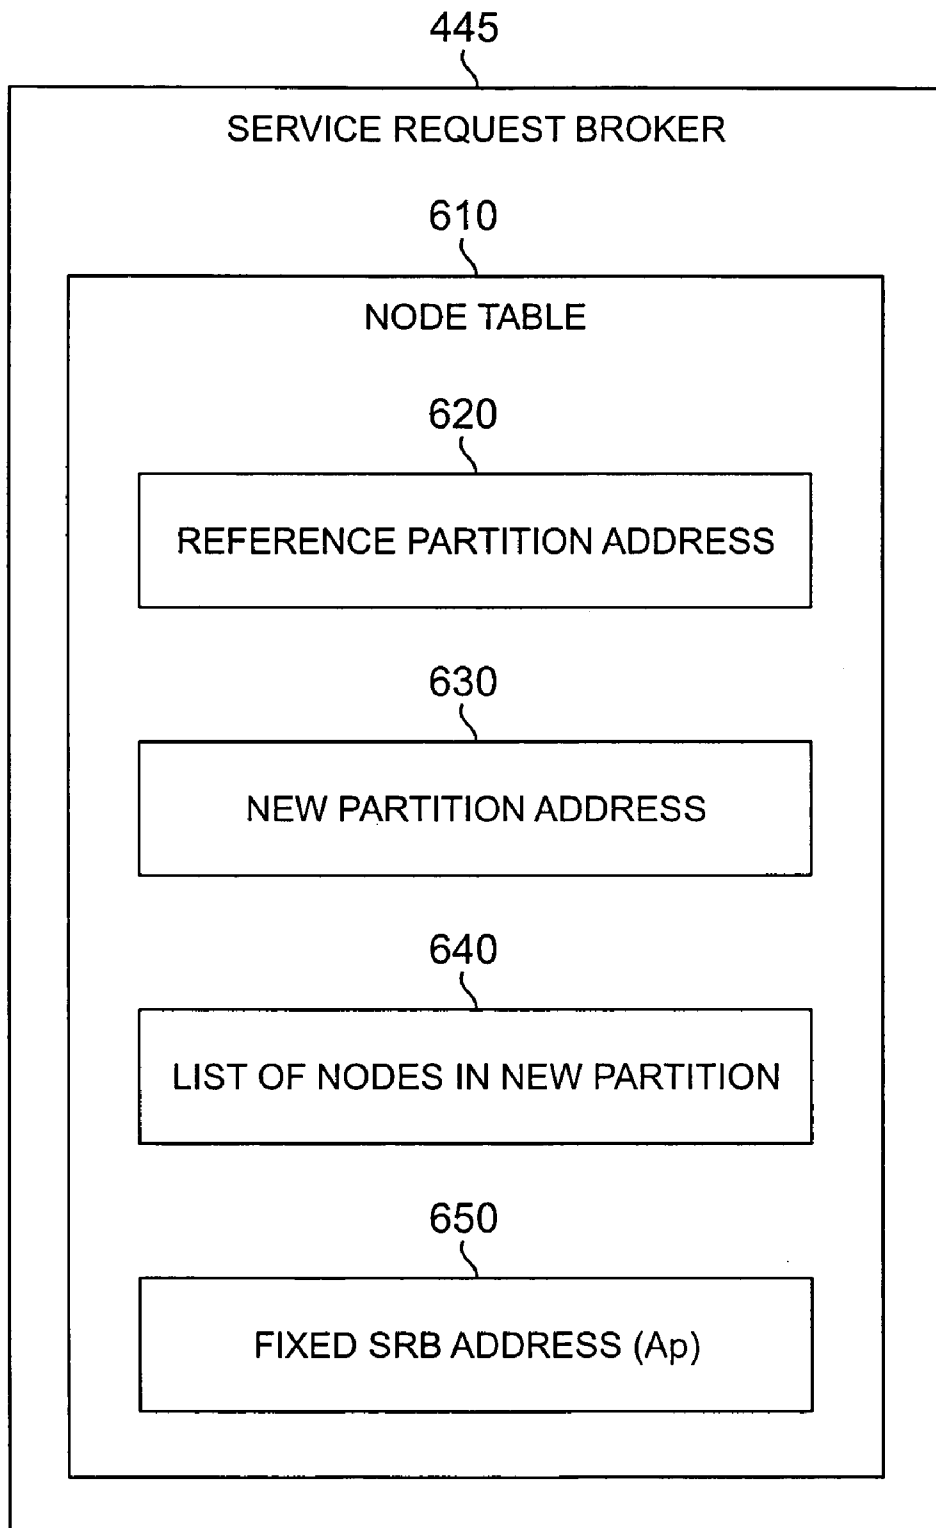 445
SERVICE REQUEST BROKER
610
NODE TABLE
620
REFERENCE PARTITION ADDRESS
630
NEW PARTITION ADDRESS
640
LIST OF NODES IN NEW PARTITION
650
FIXED SRB ADDRESS (Ap)